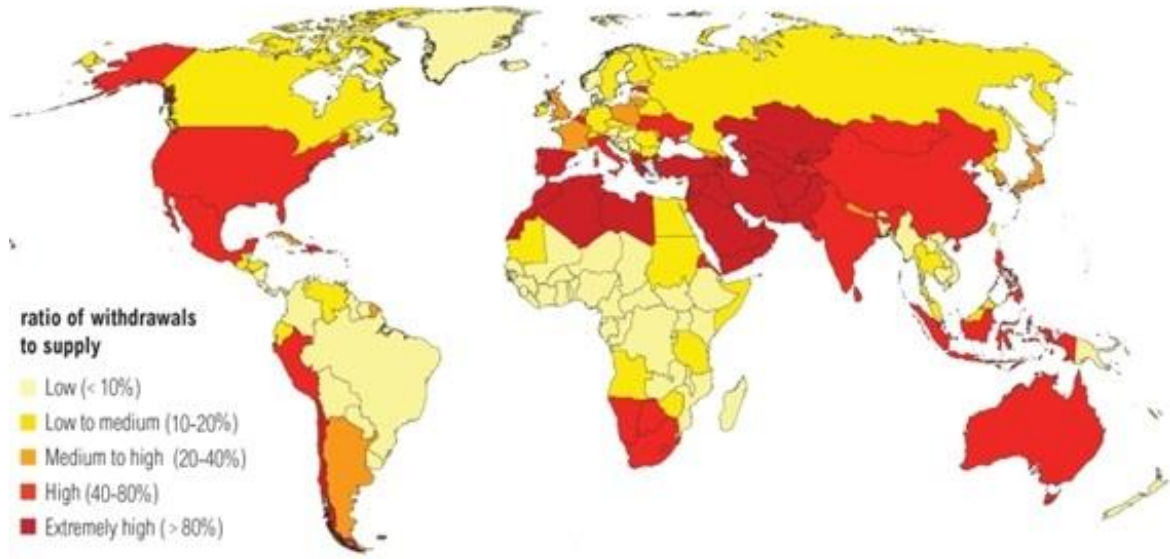 ratio of withdrawals
to supply
Low (< 10%)
Low to medium (10-20%)
Medium to high (20-40%)
High (40-80%)
Extremely high ( > 80%)